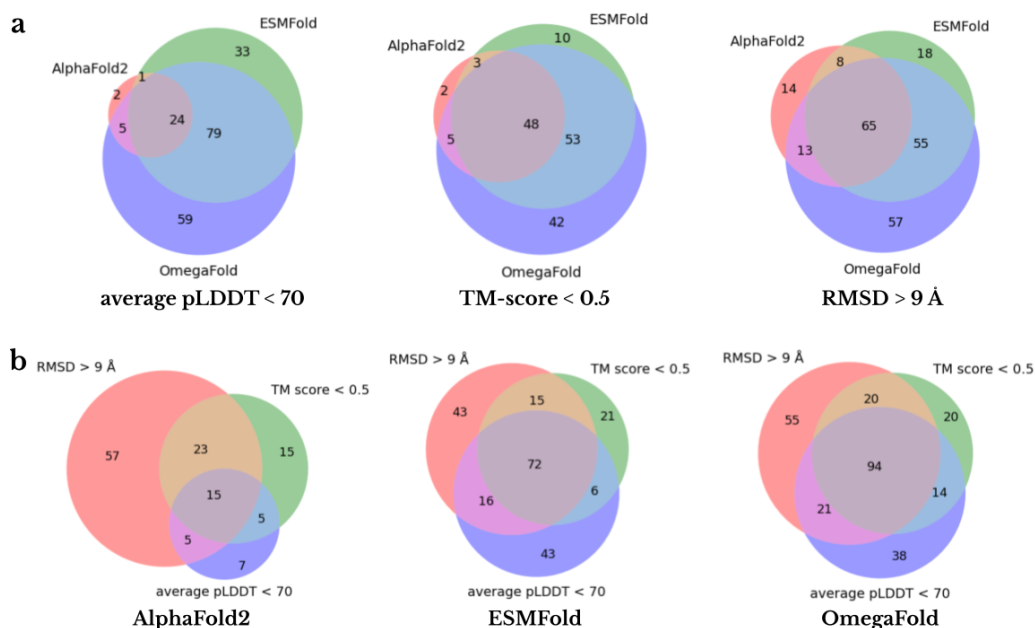 a
ESMFold
AlphaFold2
33
1
2
5
24
79
59
OmegaFold
average pLDDT < 70
ESMFold
AlphaFold2
10
3
2
5
48
53
42
OmegaFold
TM-score < 0.5
AlphaFold2
ESMFold
18
8
14
13
65
55
57
OmegaFold
RMSD > 9 Å
b
RMSD > 9 Å
TM score < 0.5
57
23
15
15
5
5
7
average pLDDT < 70
AlphaFold2
RMSD > 9 Å
TM score < 0.5
43
15
21
72
16
6
43
average pLDDT < 70
ESMFold
RMSD > 9 Å
TM score < 0.5
55
20
20
94
21
14
38
average pLDDT < 70
OmegaFold